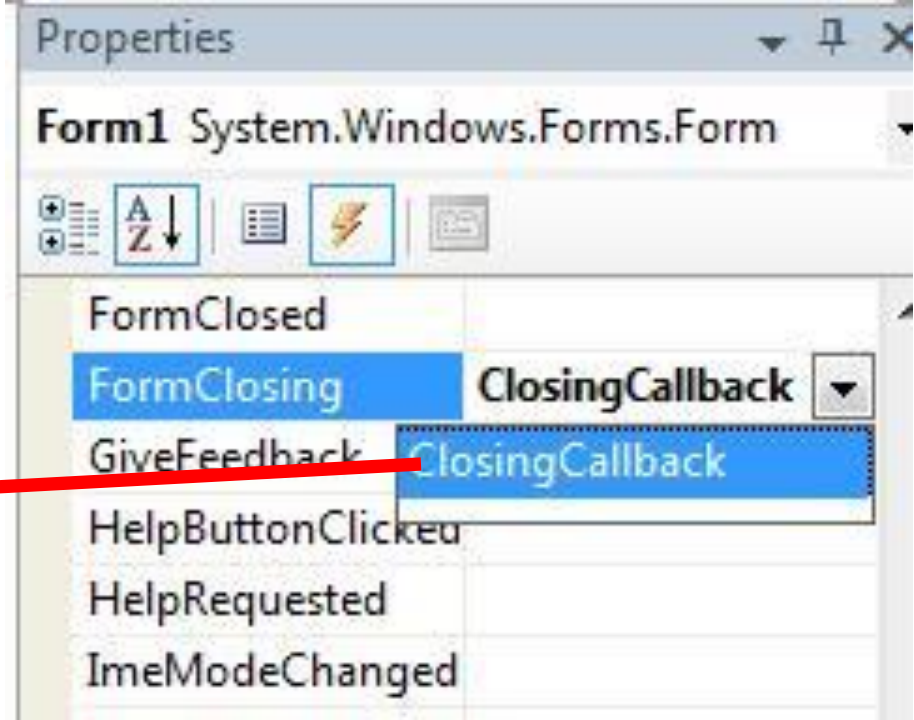 Properties
Form1 System.Windows.Forms.Form
A
Z
FormClosed
FormClosing ClosingCallback
GiveFeedback ClosingCallback
HelpButtonClicked
HelpRequested
ImeModeChanged